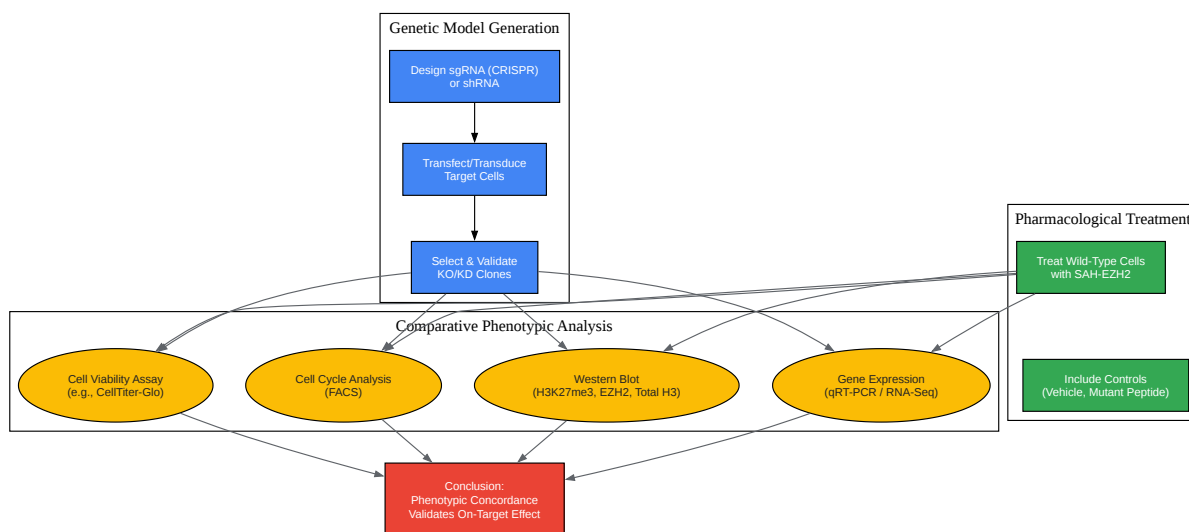 Genetic Model Generation
Design sgRNA (CRISPR)
or shRNA
Transfect/Transduce
Target Cells
Select & Validate
KO/KD Clones
Pharmacological Treatment
Treat Wild-Type Cells
with SAH-EZH2
Include Controls
(Vehicle, Mutant Peptide)
Comparative Phenotypic Analysis
Cell Viability Assay
(e.g., CellTiter-Glo)
Cell Cycle Analysis
(FACS)
Western Blot
(H3K27me3, EZH2, Total H3)
Gene Expression
(qRT-PCR / RNA-Seq)
Conclusion:
Phenotypic Concordance
Validates On-Target Effect